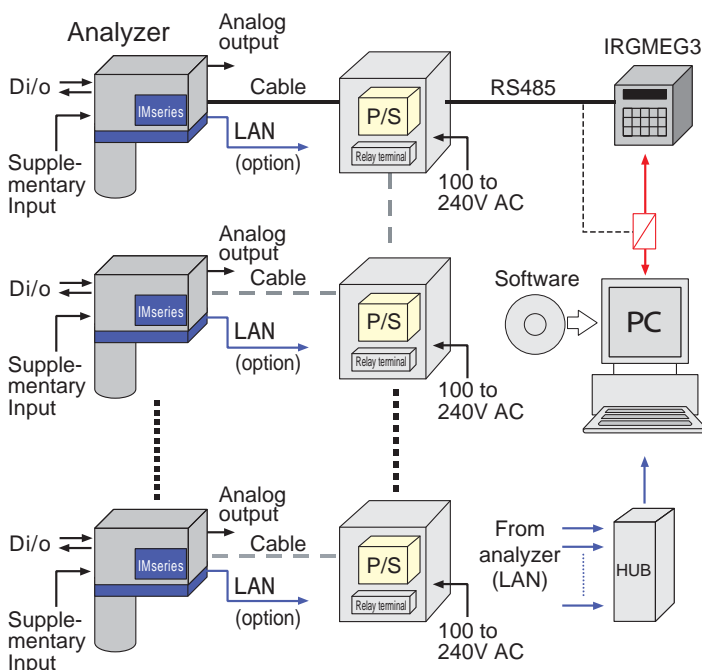 Analyzer
Analog
output
IRGMEG3
Di/o
IMseries
Cable
P/S
RS485
LAN
(option)
Relay terminal
Supple-
mentary
Input
100 to
240V AC
Analog
output
Di/o
IMseries
Cable
P/S
Software
PC
LAN
(option)
Relay terminal
Supple-
mentary
Input
100 to
240V AC
Analog
output
Di/o
IMseries
Cable
P/S
From
analyzer
(LAN)
HUB
LAN
(option)
Relay terminal
Supple-
mentary
Input
100 to
240V AC